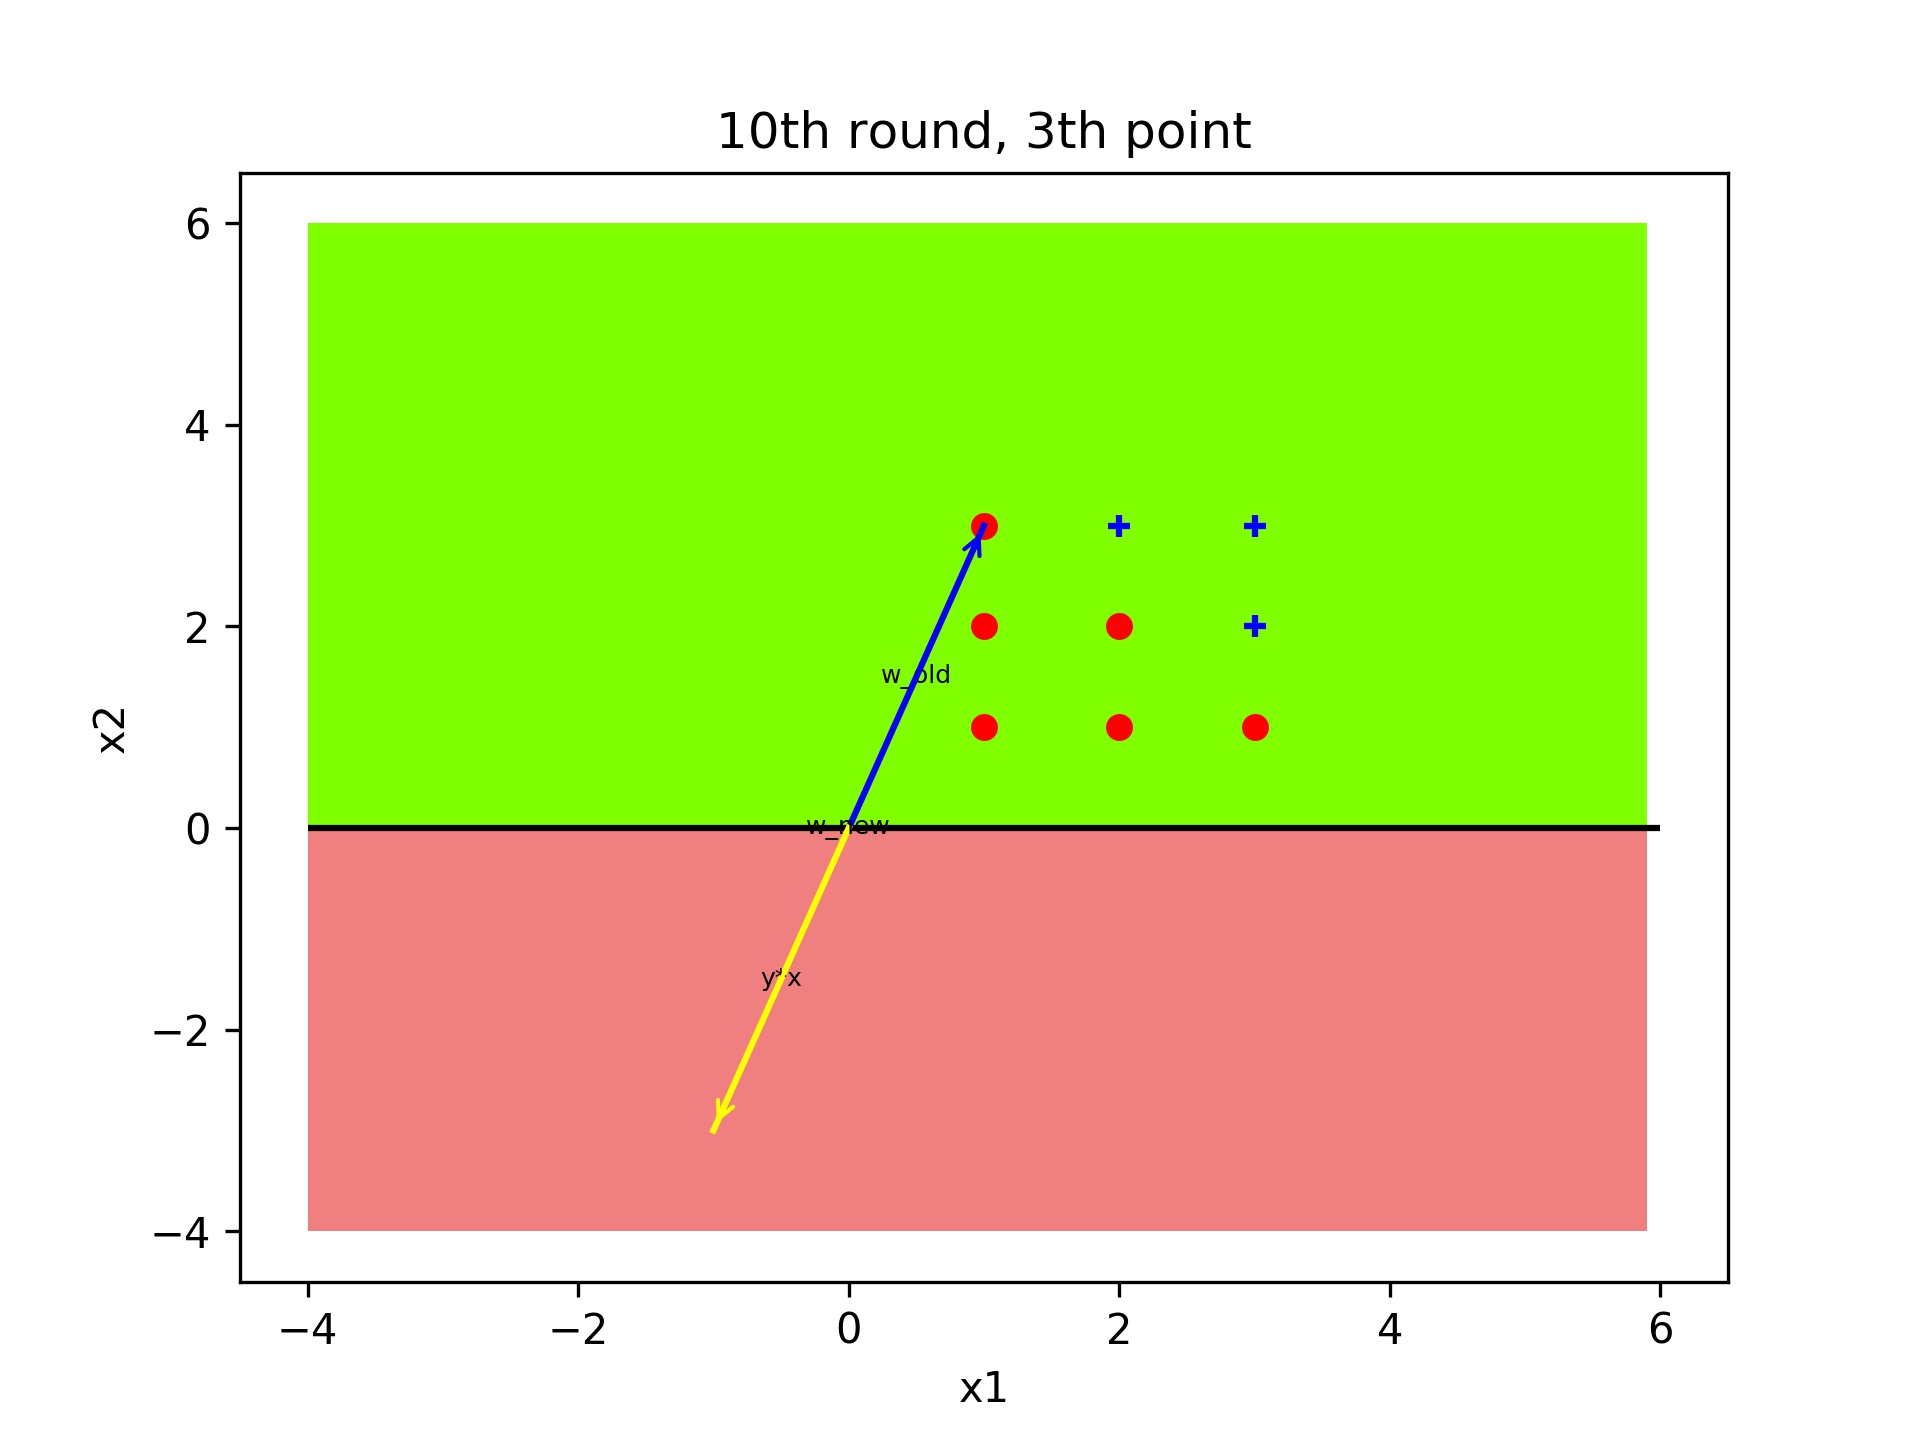 10th round, 3th point
6
4
2
0
−2
−4
x2
w_old
w_new
y*x
−4 −2 0 2 4 6
x1